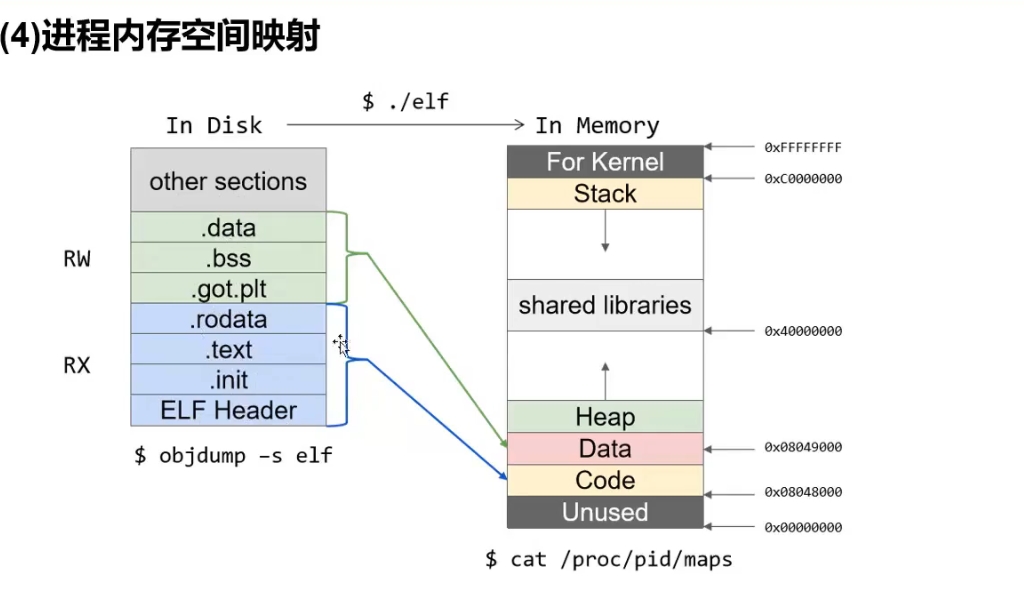 (4)进程内存空间映射
$ ./elf
In Disk
In Memory
other sections
.data
.bss
.got.plt
.rodata
.text
.init
ELF Header
RW
RX
$ objdump –s elf
For Kernel
Stack
shared libraries
Heap
Data
Code
Unused
0xFFFFFFFF
0xC0000000
0x40000000
0x08049000
0x08048000
0x00000000
$ cat /proc/pid/maps